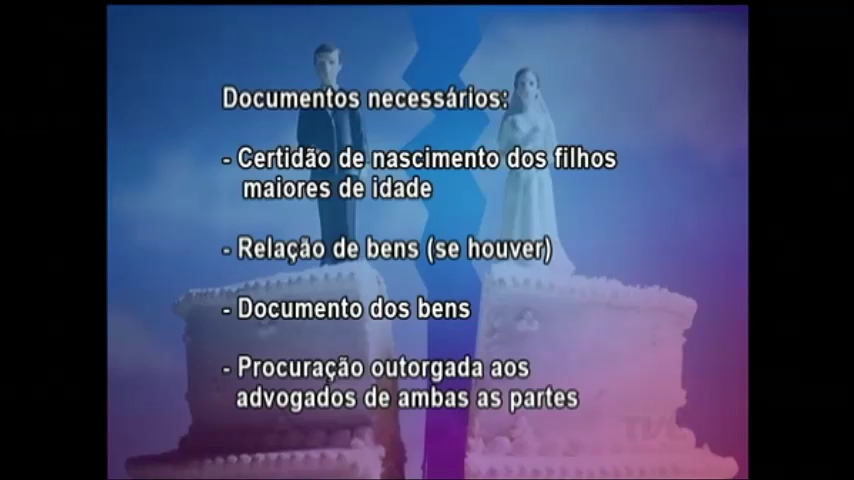 Documentos necessários:
- Certidão de nascimento dos filhos
maiores de idade
- Relação de bens (se houver)
- Documento dos bens
- Procuração outorgada aos
advogados de ambas as partes